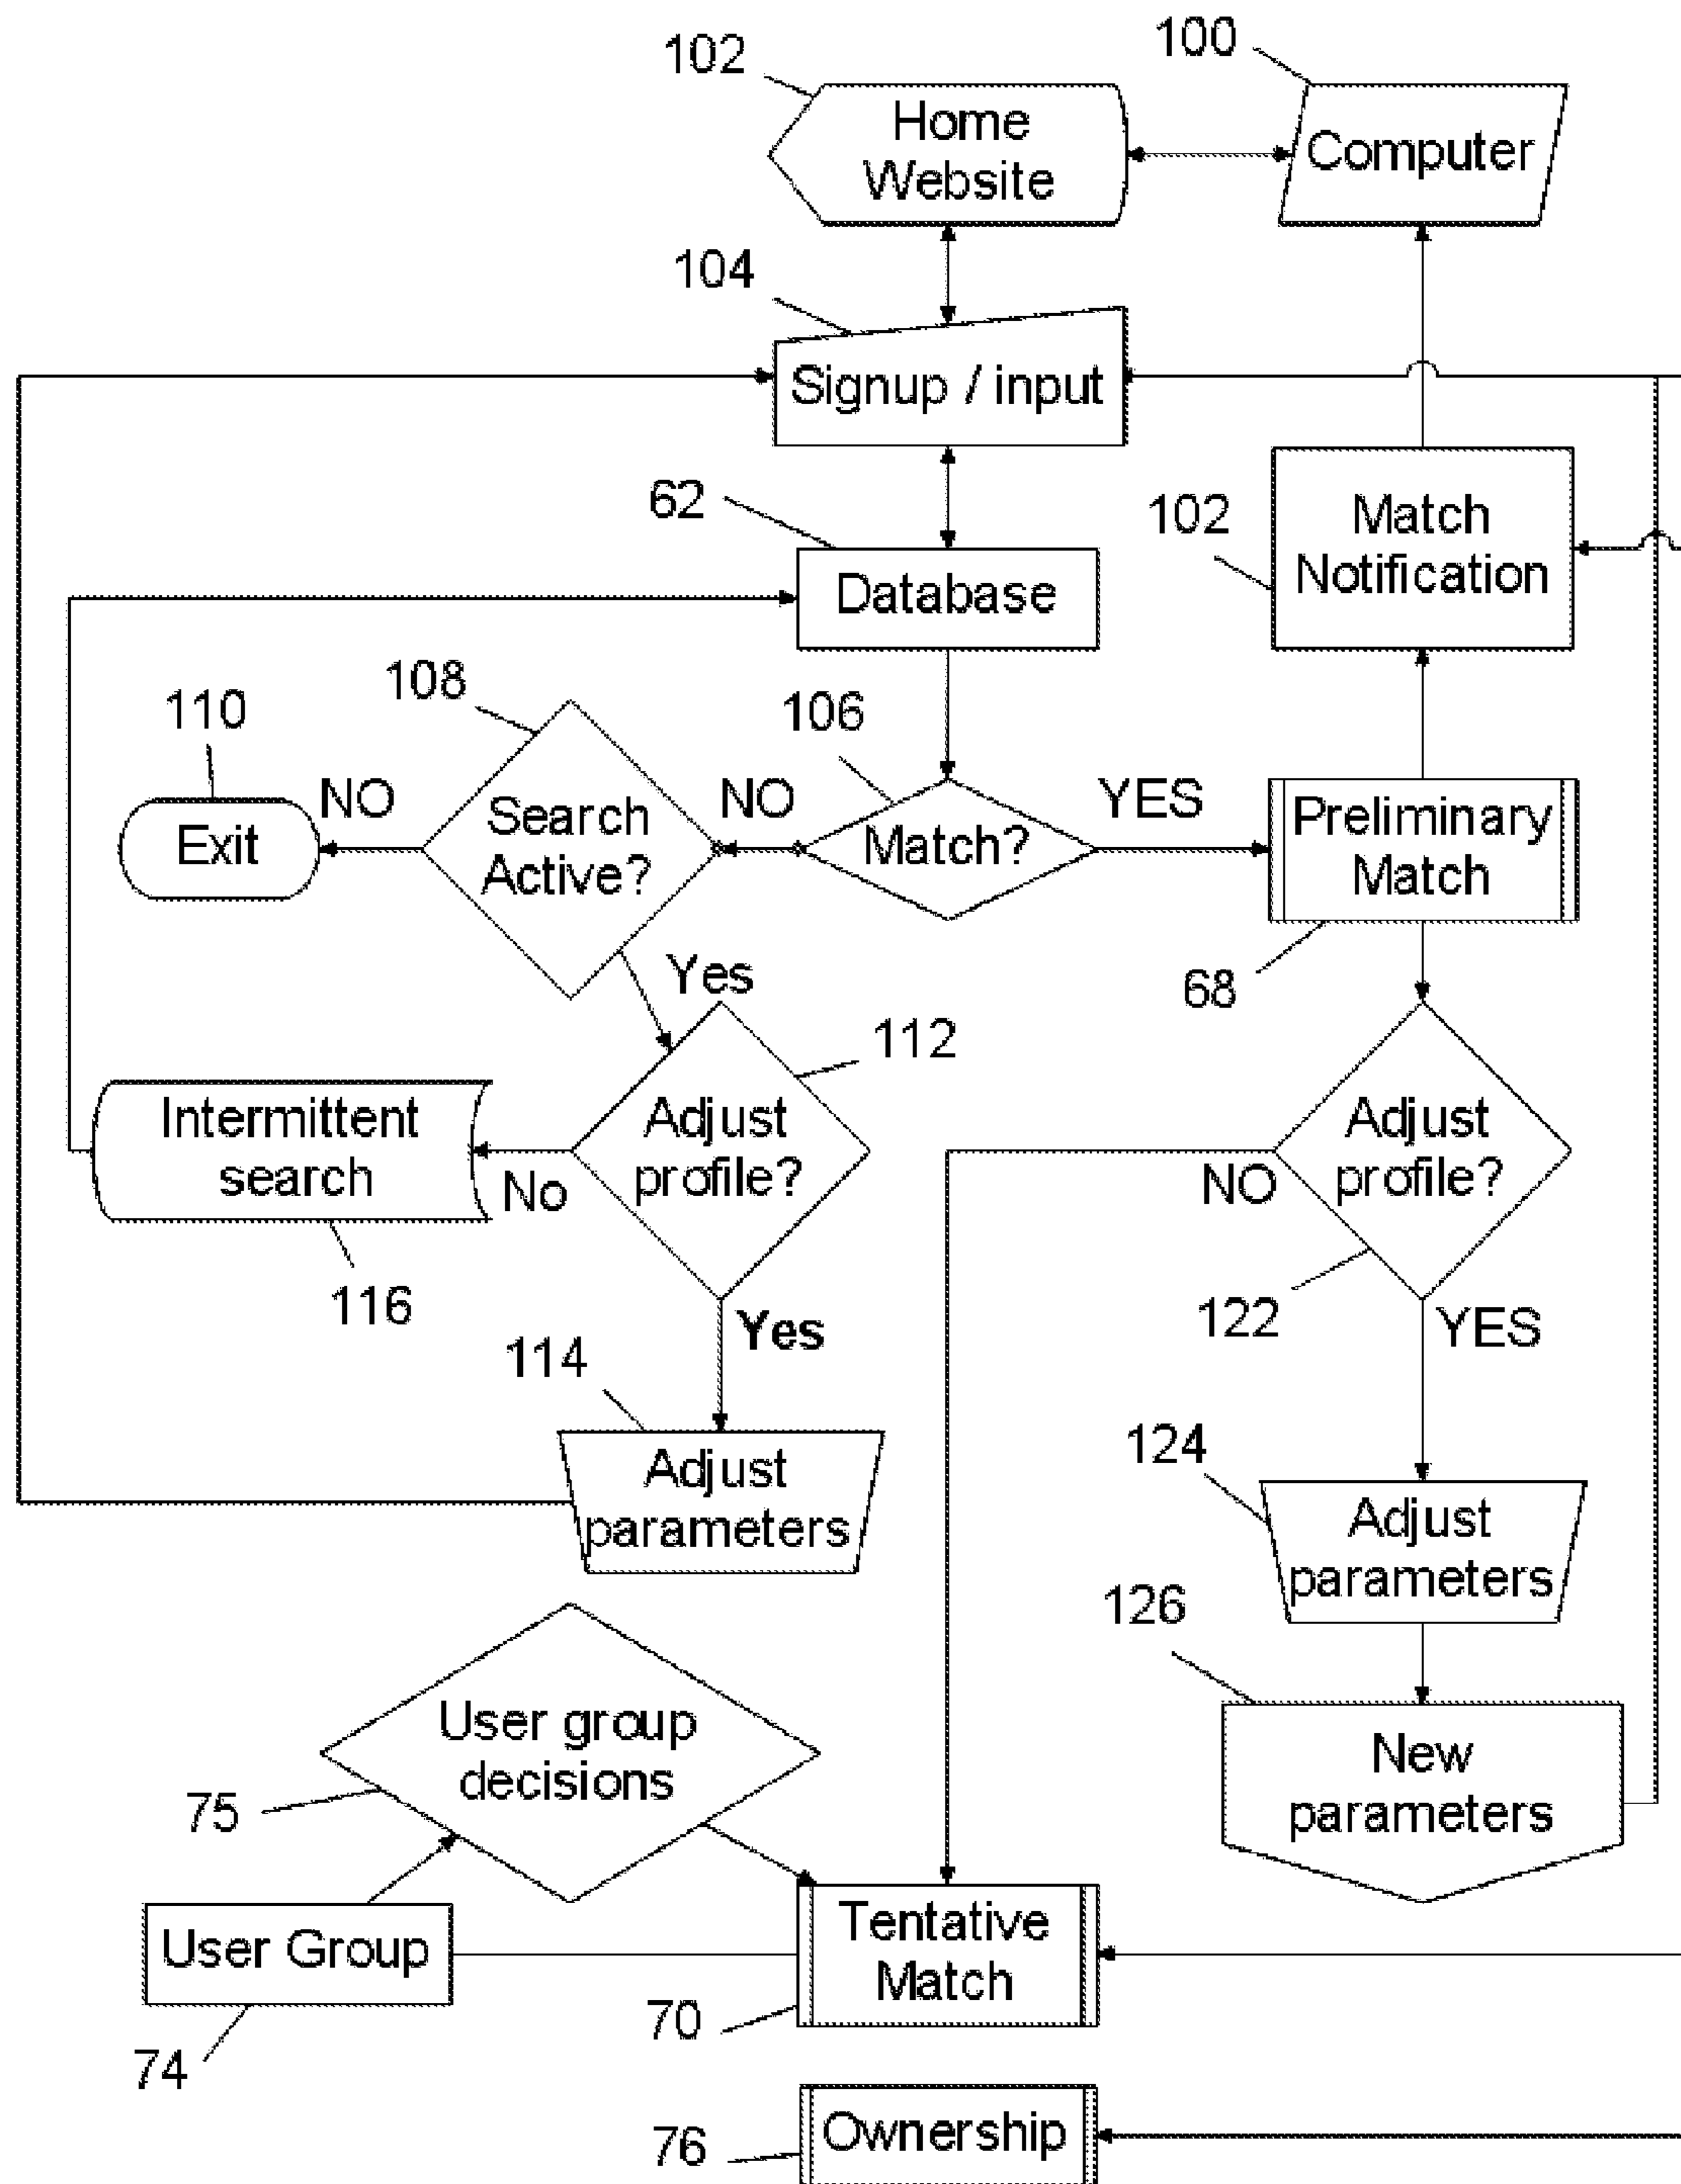 102
100
Home
Website
Computer
104
Signup / input
62
Database
102
Match
Notification
108
110
106
NO
NO
YES
Exit
Search
Active?
Match?
Preliminary
Match
68
Yes
112
Intermittent
search
No
Adjust
profile?
Adjust
profile?
NO
116
122
Yes
YES
114
Adjust
parameters
124
Adjust
parameters
126
User group
decisions
75
New
parameters
User Group
74
Tentative
Match
70
Ownership
76